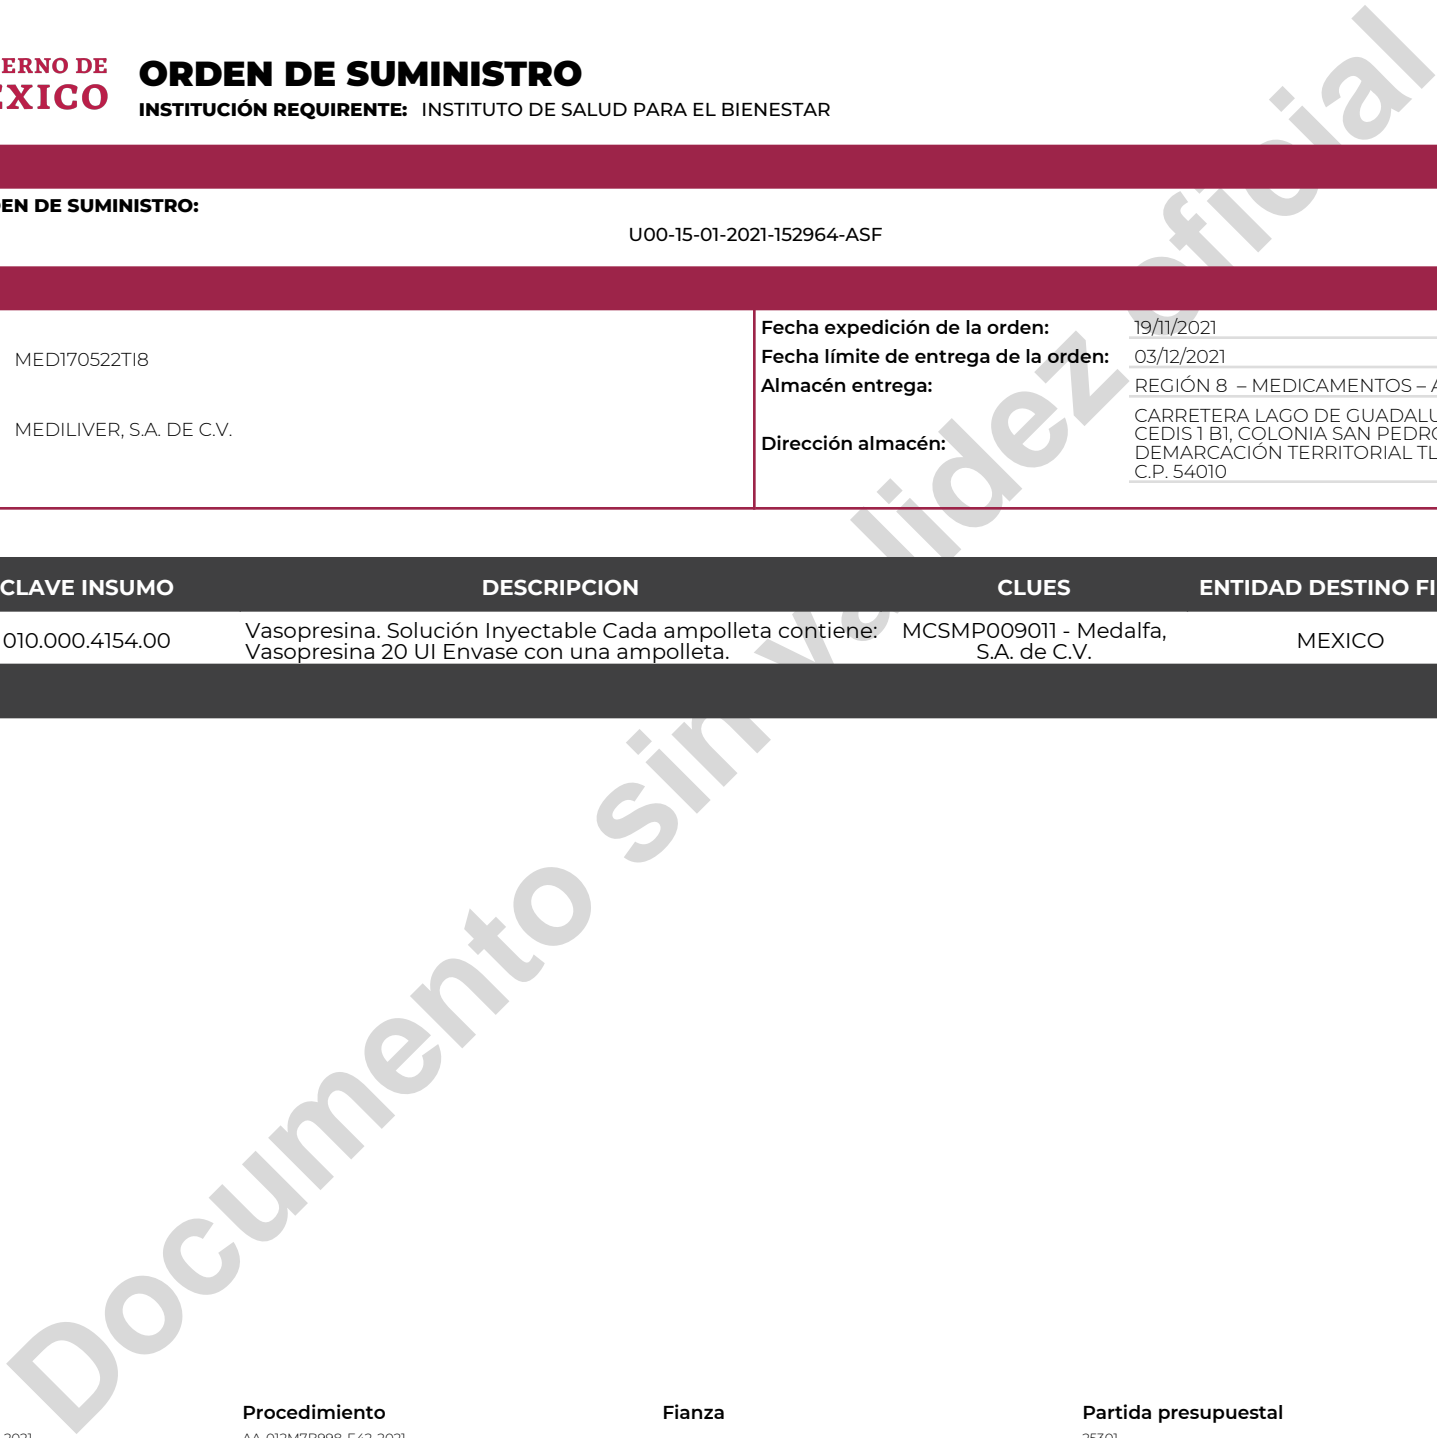 ERNO DE
EXICO
ORDEN DE SUMINISTRO
INSTITUCIÓN REQUIRENTE: INSTITUTO DE SALUD PARA EL BIENESTAR
EN DE SUMINISTRO:
U00-15-01-2021-152964-ASF
MED170522TI8
MEDILIVER, S.A. DE C.V.
Fecha expedición de la orden: 19/11/2021
Fecha límite de entrega de la orden: 03/12/2021
Almacén entrega: REGIÓN 8 – MEDICAMENTOS – A
Dirección almacén:
CARRETERA LAGO DE GUADALU
CEDIS 1 B1, COLONIA SAN PEDRO
DEMARCACIÓN TERRITORIAL TL
C.P. 54010
CLAVE INSUMO DESCRIPCION CLUES ENTIDAD DESTINO FI
010.000.4154.00
Vasopresina. Solución Inyectable Cada ampolleta contiene:
Vasopresina 20 UI Envase con una ampolleta.
MCSMP009011 - Medalfa,
S.A. de C.V.
MEXICO
Documento sin validez oficial
Procedimiento Fianza Partida presupuestal
2021 25301